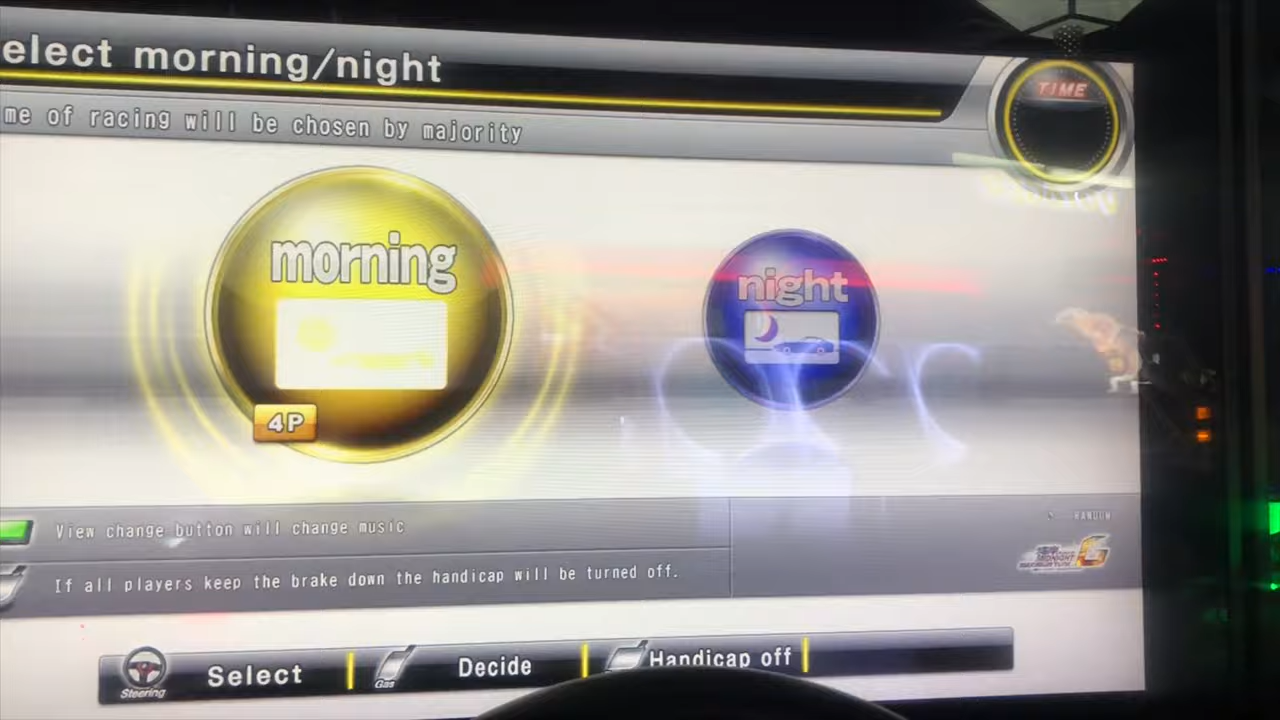 elect morning/night
TIME
me of racing will be chosen by majority
morning
night
4P
View change button will change music
RANDOM
If all players keep the brake down the handicap will be turned off.
6
Select
Decide
Handicap off
Steering
Gas